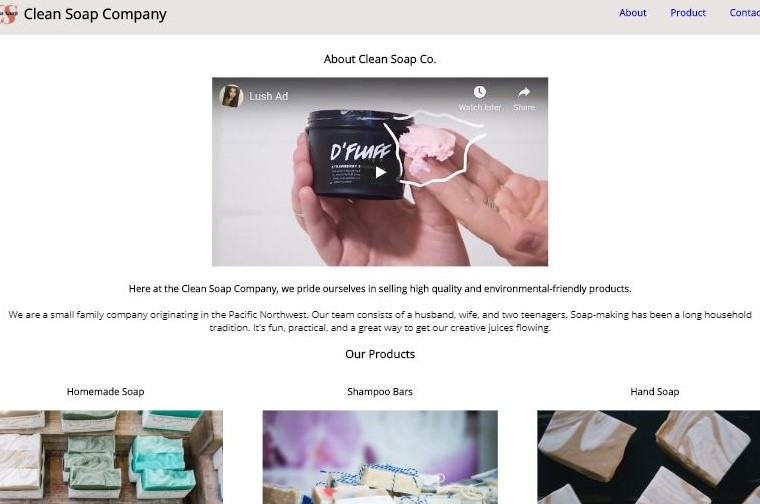 Clean Soap Company
About Product
About Clean Soap Co.
Lush Ad
Watch later Share
D'FLUFF
Here at the Clean Soap Company, we pride ourselves in selling high quality and environmental-friendly products.
We are a small family company originating in the Pacific Northwest. Our team consists of a husband, wife, and two teenagers. Soap-making has been a long household
tradition. It's fun, practical, and a great way to get our creative juices flowing.
Our Products
Homemade Soap Shampoo Bars Hand Soap